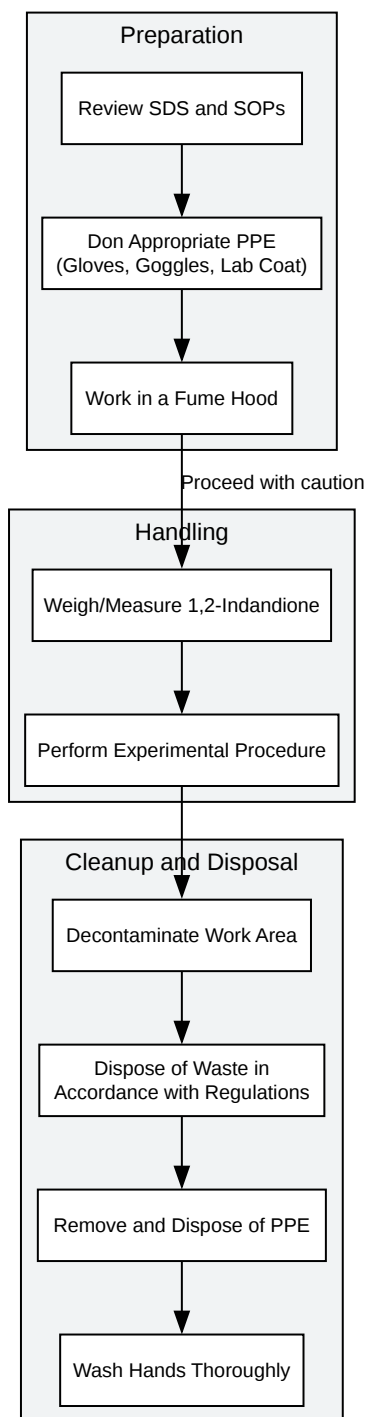 Preparation
Review SDS and SOPs
Don Appropriate PPE
(Gloves, Goggles, Lab Coat)
Work in a Fume Hood
Proceed with caution
Handling
Weigh/Measure 1,2-Indandione
Perform Experimental Procedure
Cleanup and Disposal
Decontaminate Work Area
Dispose of Waste in
Accordance with Regulations
Remove and Dispose of PPE
Wash Hands Thoroughly